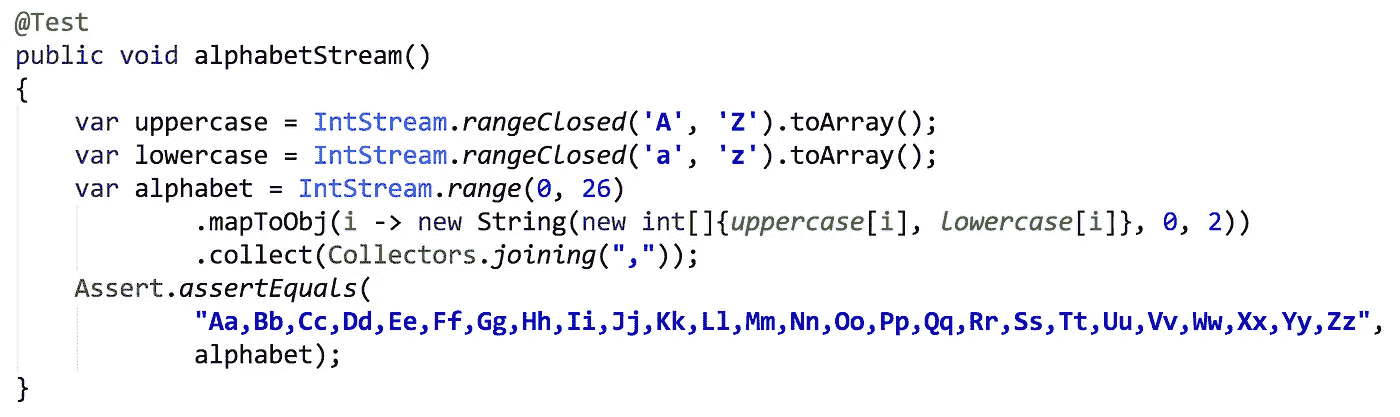 @Test
public void alphabetStream()
{
    var uppercase = IntStream.rangeClosed('A', 'Z').toArray();
    var lowercase = IntStream.rangeClosed('a', 'z').toArray();
    var alphabet = IntStream.range(0, 26)
            .mapToObj(i -> new String(new int[]{uppercase[i], lowercase[i]}, 0, 2))
            .collect(Collectors.joining(","));
    Assert.assertEquals(
            "Aa,Bb,Cc,Dd,Ee,Ff,Gg,Hh,Ii,Jj,Kk,Ll,Mm,Nn,Oo,Pp,Qq,Rr,Ss,Tt,Uu,Vv,Ww,Xx,Yy,Zz",
            alphabet);
}